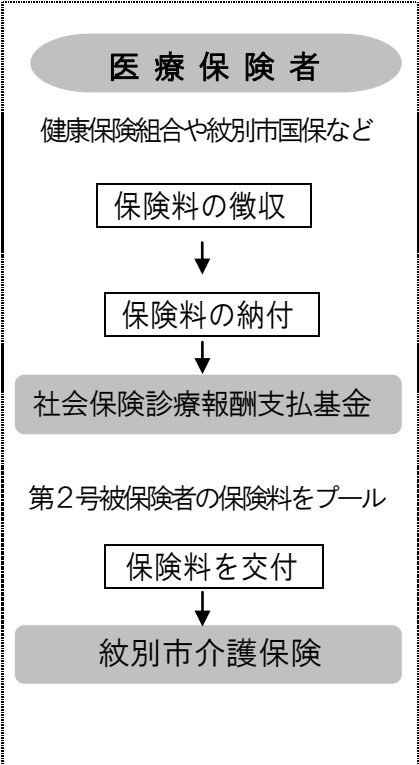 医療保険者
健康保険組合や紋別市国保など
保険料の徴収
保険料の納付
社会保険診療報酬支払基金
第２号被保険者の保険料をプール
保険料を交付
紋別市介護保険